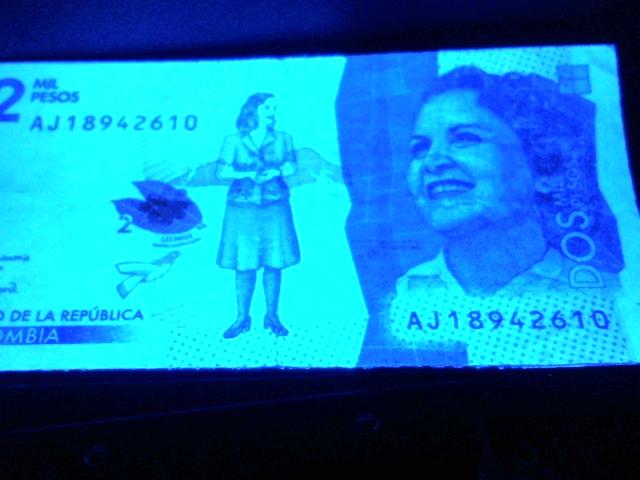 2 MIL
PESOS
AJ18942610
2
O DE LA REPÚBLICA
OMBIA
DOS MIL
PESOS
AJ18942610